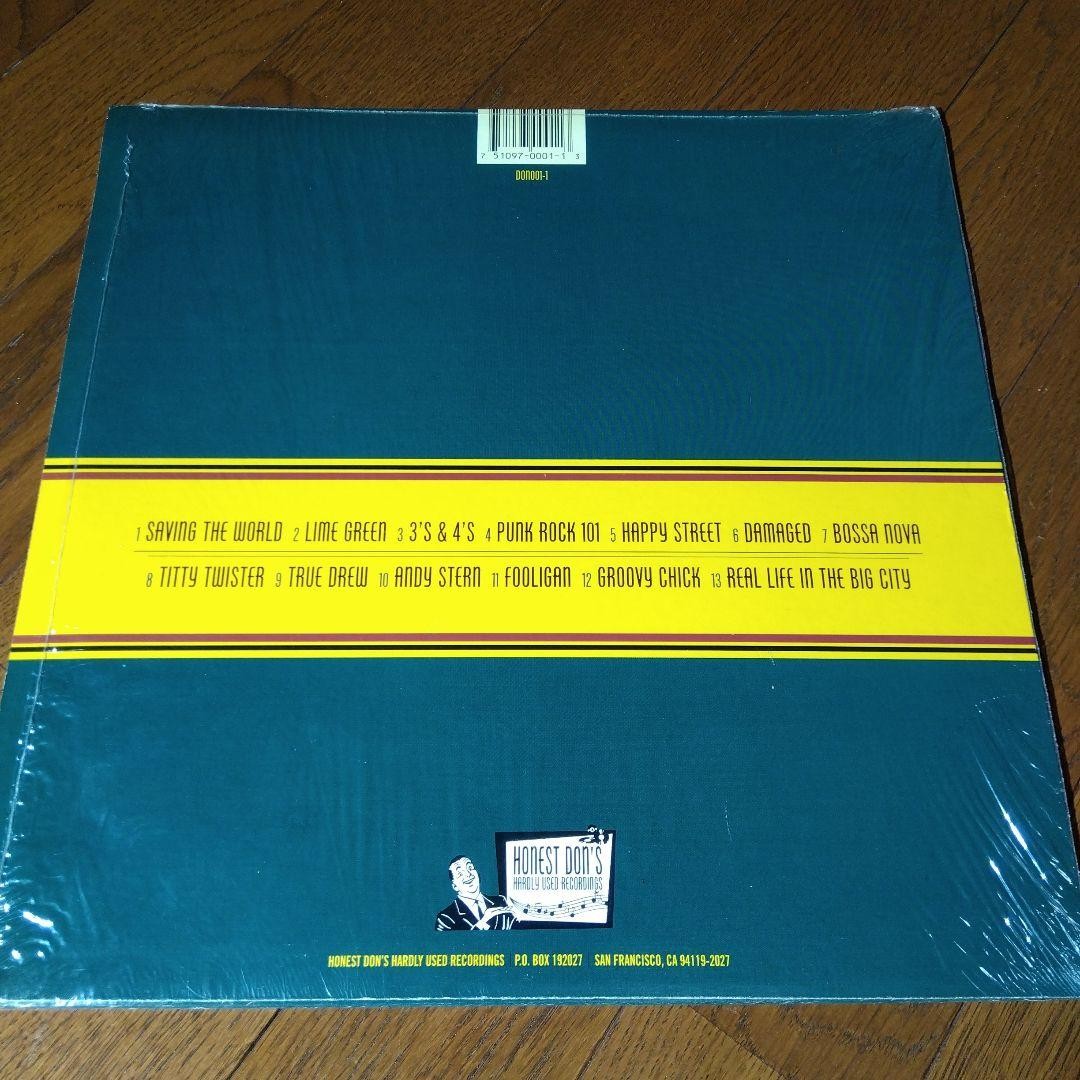 7 51097-0001-1 3
DON001-1
1 SAVING THE WORLD 2 LIME GREEN 3 3'S & 4'S 4 PUNK ROCK 101 5 HAPPY STREET 6 DAMAGED 7 BOSSA NOVA
8 TITTY TWISTER 9 TRUE DREW 10 ANDY STERN 11 FOOLIGAN 12 GROOVY CHICK 13 REAL LIFE IN THE BIG CITY
HONEST DON'S
HARDLY USED RECORDINGS
HONEST DON'S HARDLY USED RECORDINGS P.O. BOX 192027 SAN FRANCISCO, CA 94119-2027